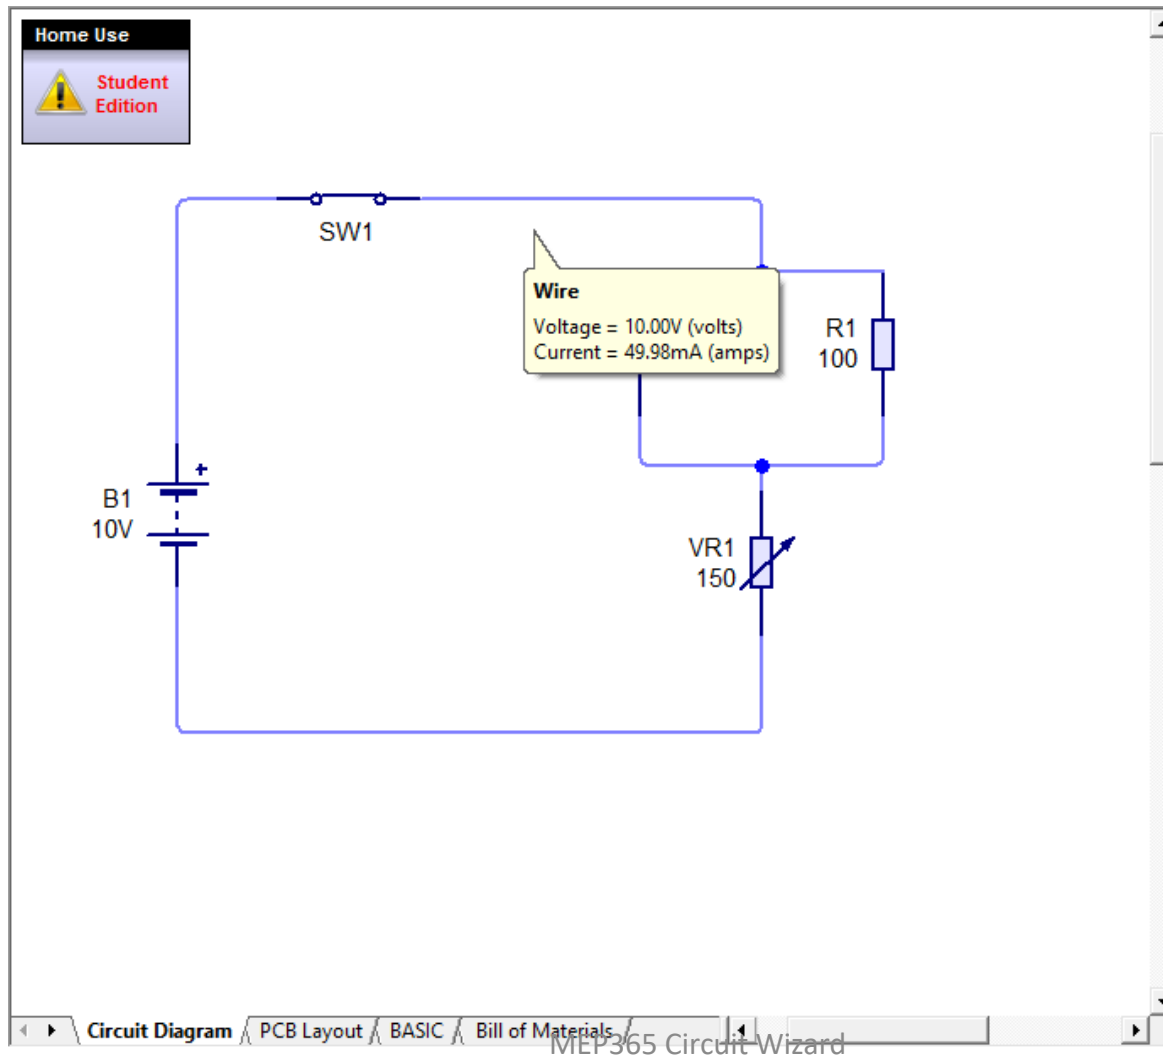 Home Use
Student
Edition
SW1
Wire
Voltage = 10.00V (volts)
Current = 49.98mA (amps)
R1
100
+
B1
10V
VR1
150
Circuit Diagram
PCB Layout
BASIC
Bill of Materials
MEP365 Circuit Wizard